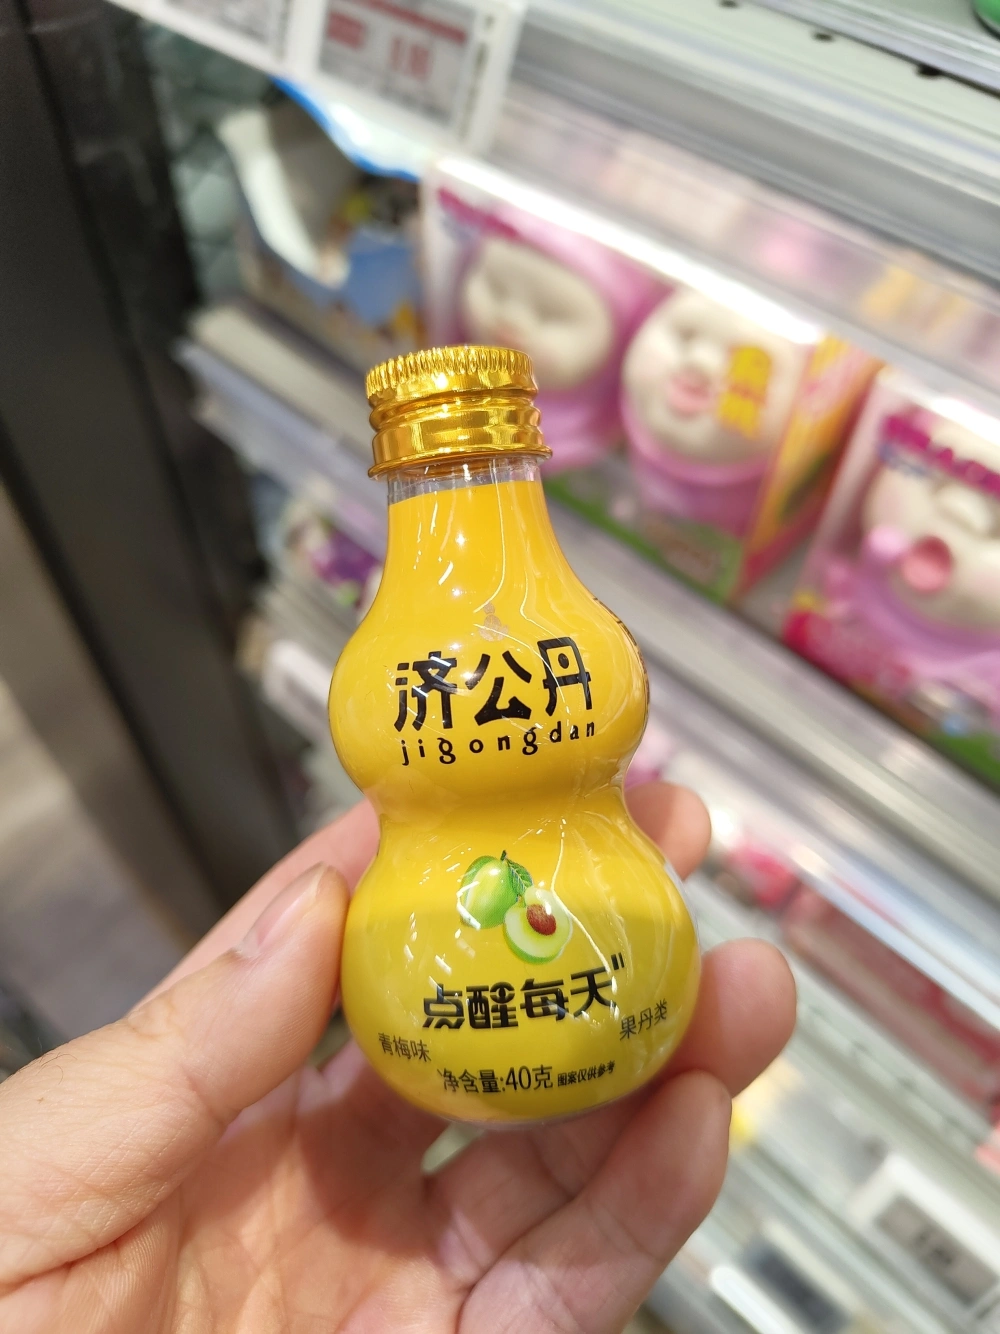 济公丹
jigongdan
点醒每天"
青梅味
果丹类
净含量:40克 图案仅供参考